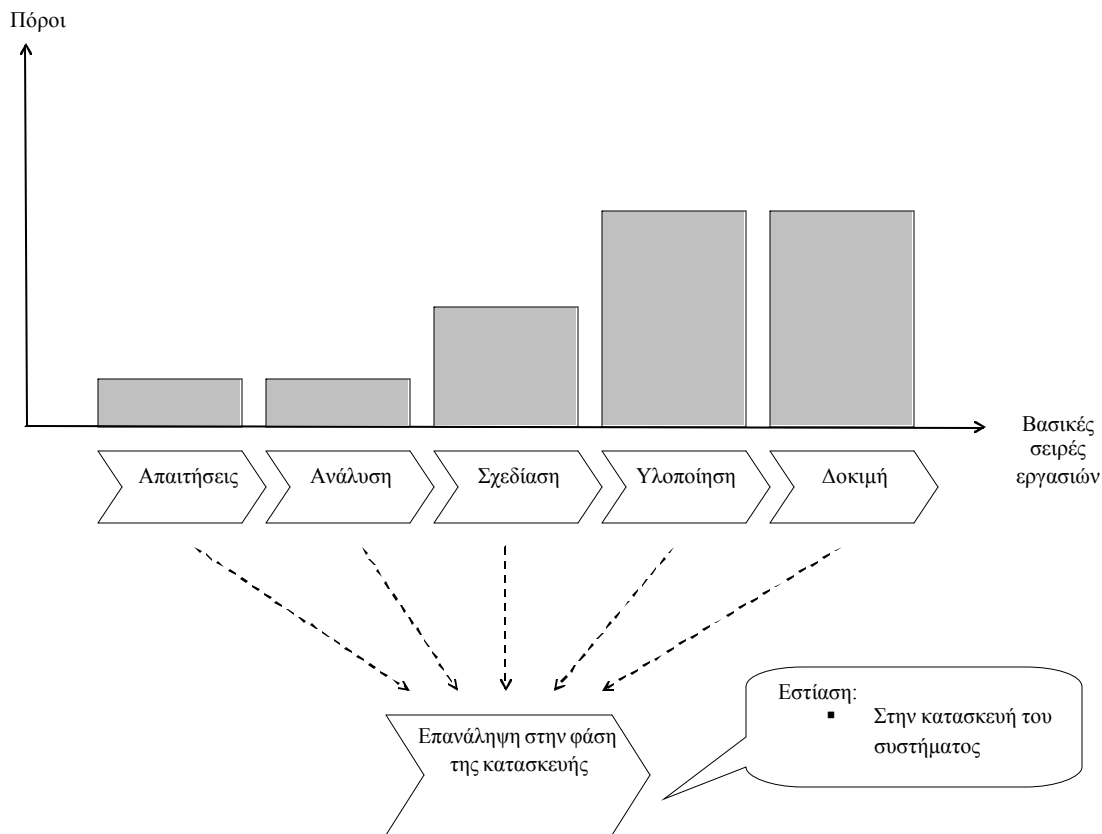 Πόροι
Βασικές
σειρές
εργασιών
Απαιτήσεις
Ανάλυση
Σχεδίαση
Υλοποίηση
Δοκιμή
Εστίαση:
▪ Στην κατασκευή του
συστήματος
Επανάληψη στην φάση
της κατασκευής